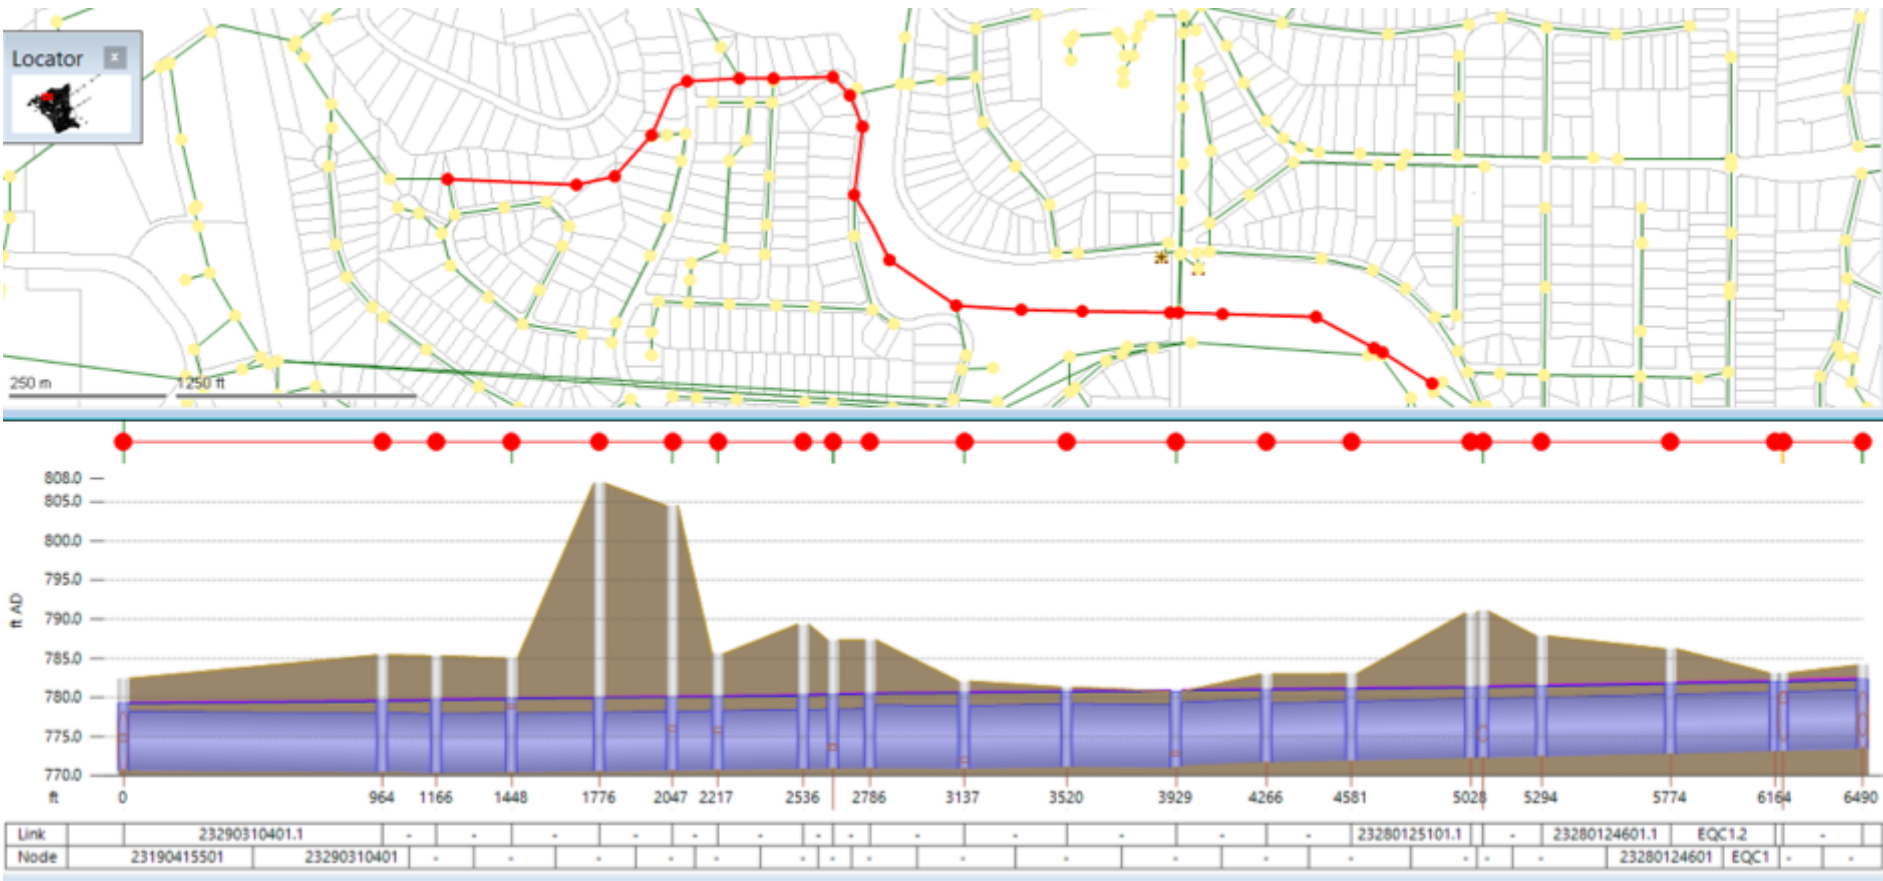 Locator x
250 m 1250 ft
808.0
805.0
800.0
795.0
790.0
785.0
780.0
775.0
770.0
ft AD
ft 0 964 1166 1448 1776 2047 2217 2536 2786 3137 3520 3929 4266 4581 5028 5294 5774 6164 6490
Link 23290310401.1 - - - - - - - - - - - - - 23280125101.1 - 23280124601.1 EQC1.2 -
Node 23190415501 23290310401 - - - - - - - - - - - - - - - 23280124601 EQC1 - -